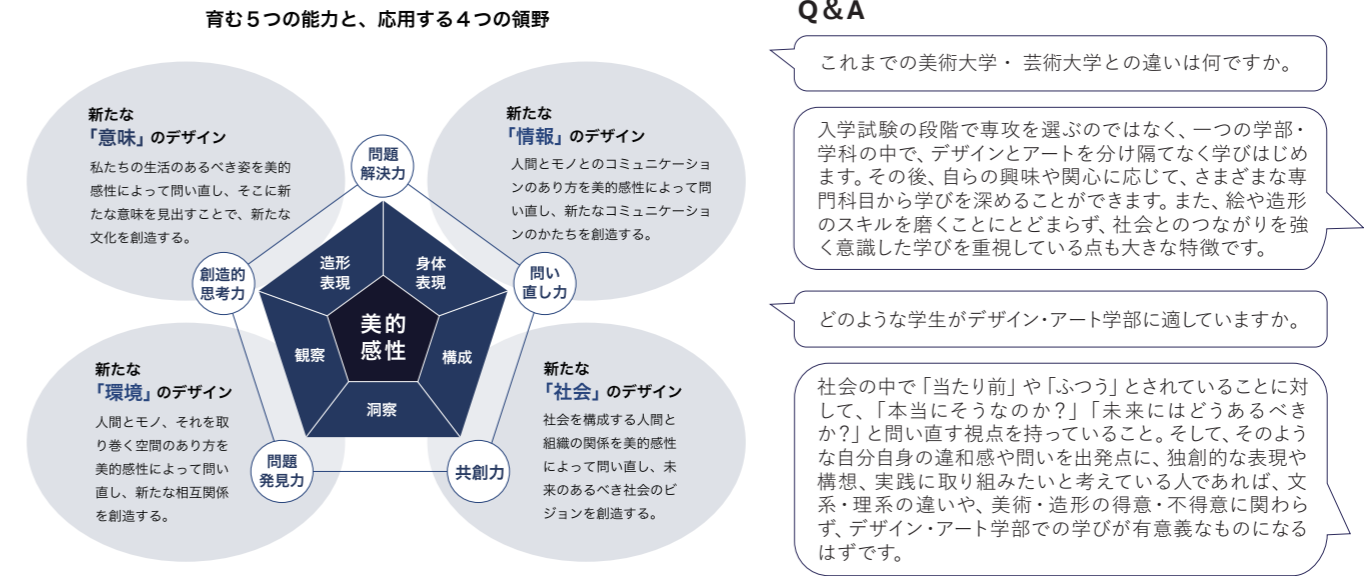 育む5つの能力と、応用する4つの領野
新たな
「意味」のデザイン
私たちの生活のあるべき姿を美的
感性によって問い直し、そこに新
たな意味を見出すことで、新たな
文化を創造する。
新たな
「情報」のデザイン
人間とモノとのコミュニケーショ
ンのあり方を美的感性によって問
い直し、新たなコミュニケーショ
ンのかたちを創造する。
問題
解決力
創造的
思考力
問い
直し力
造形
表現
身体
表現
美的
感性
観察
構成
洞察
新たな
「環境」のデザイン
人間とモノ、それを取
り巻く空間のあり方を
美的感性によって問い
直し、新たな相互関係
を創造する。
問題
発見力
共創力
新たな
「社会」のデザイン
社会を構成する人間と
組織の関係を美的感性
によって問い直し、未
来のあるべき社会のビ
ジョンを創造する。
Q&A
これまでの美術大学・ 芸術大学との違いは何ですか。
入学試験の段階で専攻を選ぶのではなく、一つの学部・
学科の中で、デザインとアートを分け隔てなく学びはじめ
ます。その後、自らの興味や関心に応じて、さまざまな専
門科目から学びを深めることができます。また、絵や造形
のスキルを磨くことにとどまらず、社会とのつながりを強
く意識した学びを重視している点も大きな特徴です。
どのような学生がデザイン・アート学部に適していますか。
社会の中で「当たり前」や「ふつう」とされていることに対
して、「本当にそうなのか?」「未来にはどうあるべき
か?」と問い直す視点を持っていること。そして、そのよう
な自分自身の違和感や問いを出発点に、独創的な表現や
構想、実践に取り組みたいと考えている人であれば、文
系・理系の違いや、美術・造形の得意・不得意に関わら
ず、デザイン・アート学部での学びが有意義なものになる
はずです。